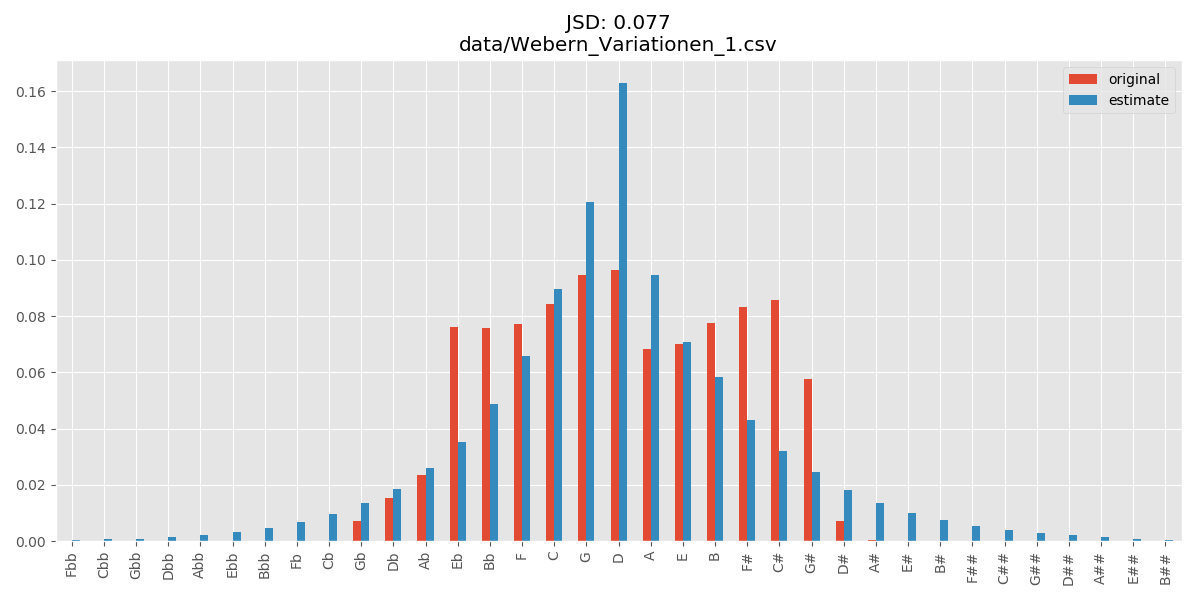 JSD: 0.077
data/Webern_Variationen_1.csv
original
estimate
0.16
0.14
0.12
0.10
0.08
0.06
0.04
0.02
0.00
Fbb Cbb Gbb Dbb Abb Ebb Bbb Fb Cb Gb Db Ab Eb Bb F C G D A E B F# C# G# D# A# E# B# F## C## G## D## A## E## B##